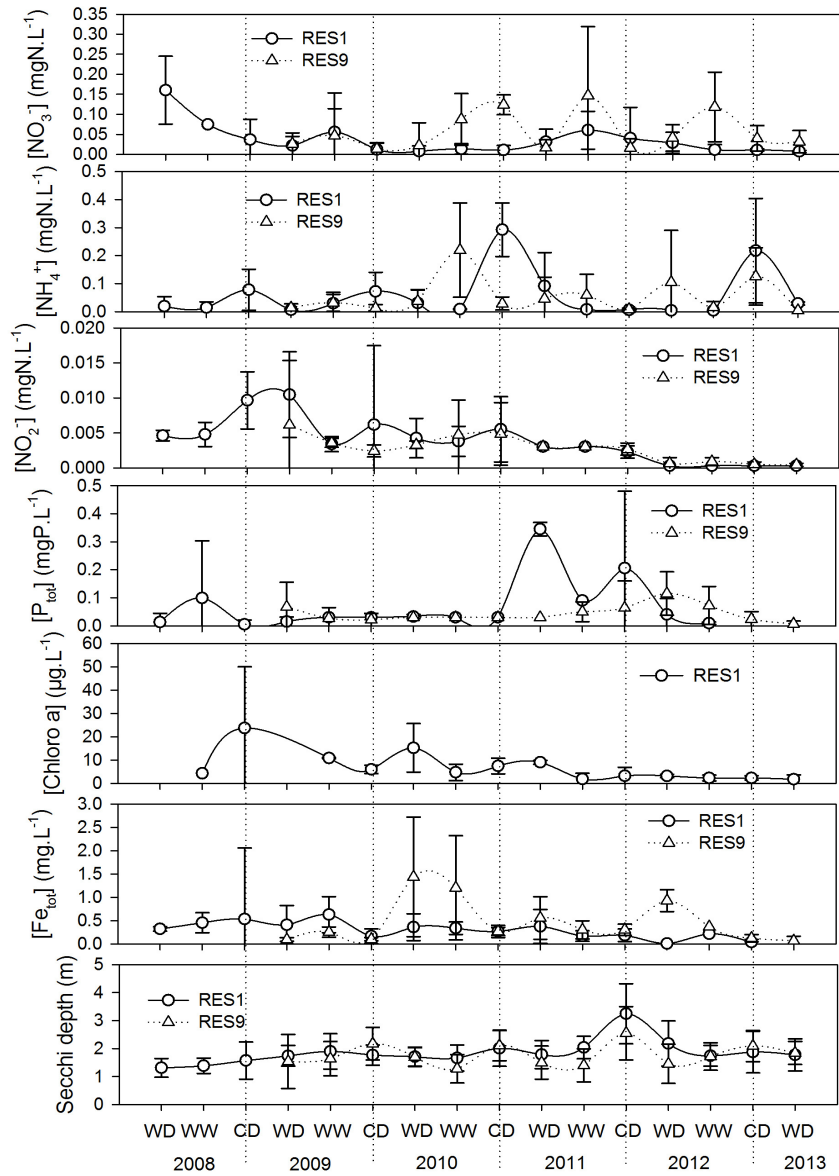 [NO₃⁻] (mgN.L⁻¹)
0.35
0.30
0.25
0.20
0.15
0.10
0.05
0.00
RES1
RES9
[NH₄⁺] (mgN.L⁻¹)
0.5
0.4
0.3
0.2
0.1
0.0
RES1
RES9
[NO₂⁻] (mgN.L⁻¹)
0.020
0.015
0.010
0.005
0.000
RES1
RES9
[Pₜₒₜ] (mgP.L⁻¹)
0.5
0.4
0.3
0.2
0.1
0.0
RES1
RES9
[Chloro a] (µg.L⁻¹)
60
50
40
30
20
10
0
RES1
[Feₜₒₜ] (mg.L⁻¹)
3.0
2.5
2.0
1.5
1.0
0.5
0.0
RES1
RES9
Secchi depth (m)
5
4
3
2
1
0
RES1
RES9
WD WW CD WD WW CD WD WW CD WD WW CD WD WW CD WD
2008 2009 2010 2011 2012 2013